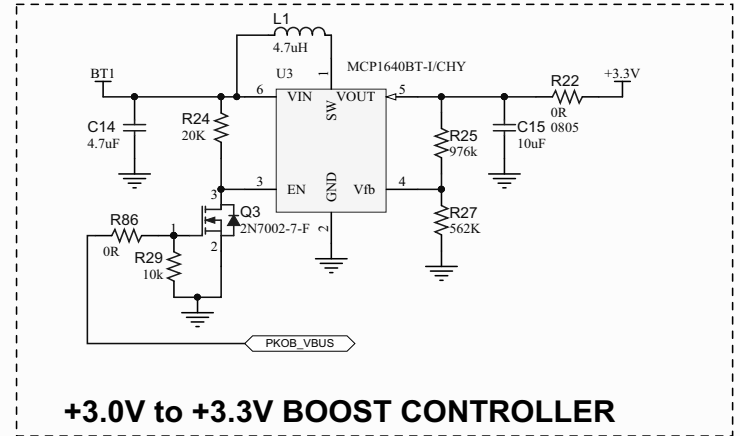 L1
4.7uH
BT1
U3
MCP1640BT-I/CHY
1
6
VIN
VOUT
5
SW
R22
0R
0805
+3.3V
C14
4.7uF
R24
20K
R25
976k
C15
10uF
3
EN
GND
Vfb
4
R27
562K
2
3
Q3
2N7002-7-F
R86
0R
1
2
R29
10k
PKOB_VBUS
+3.0V to +3.3V BOOST CONTROLLER